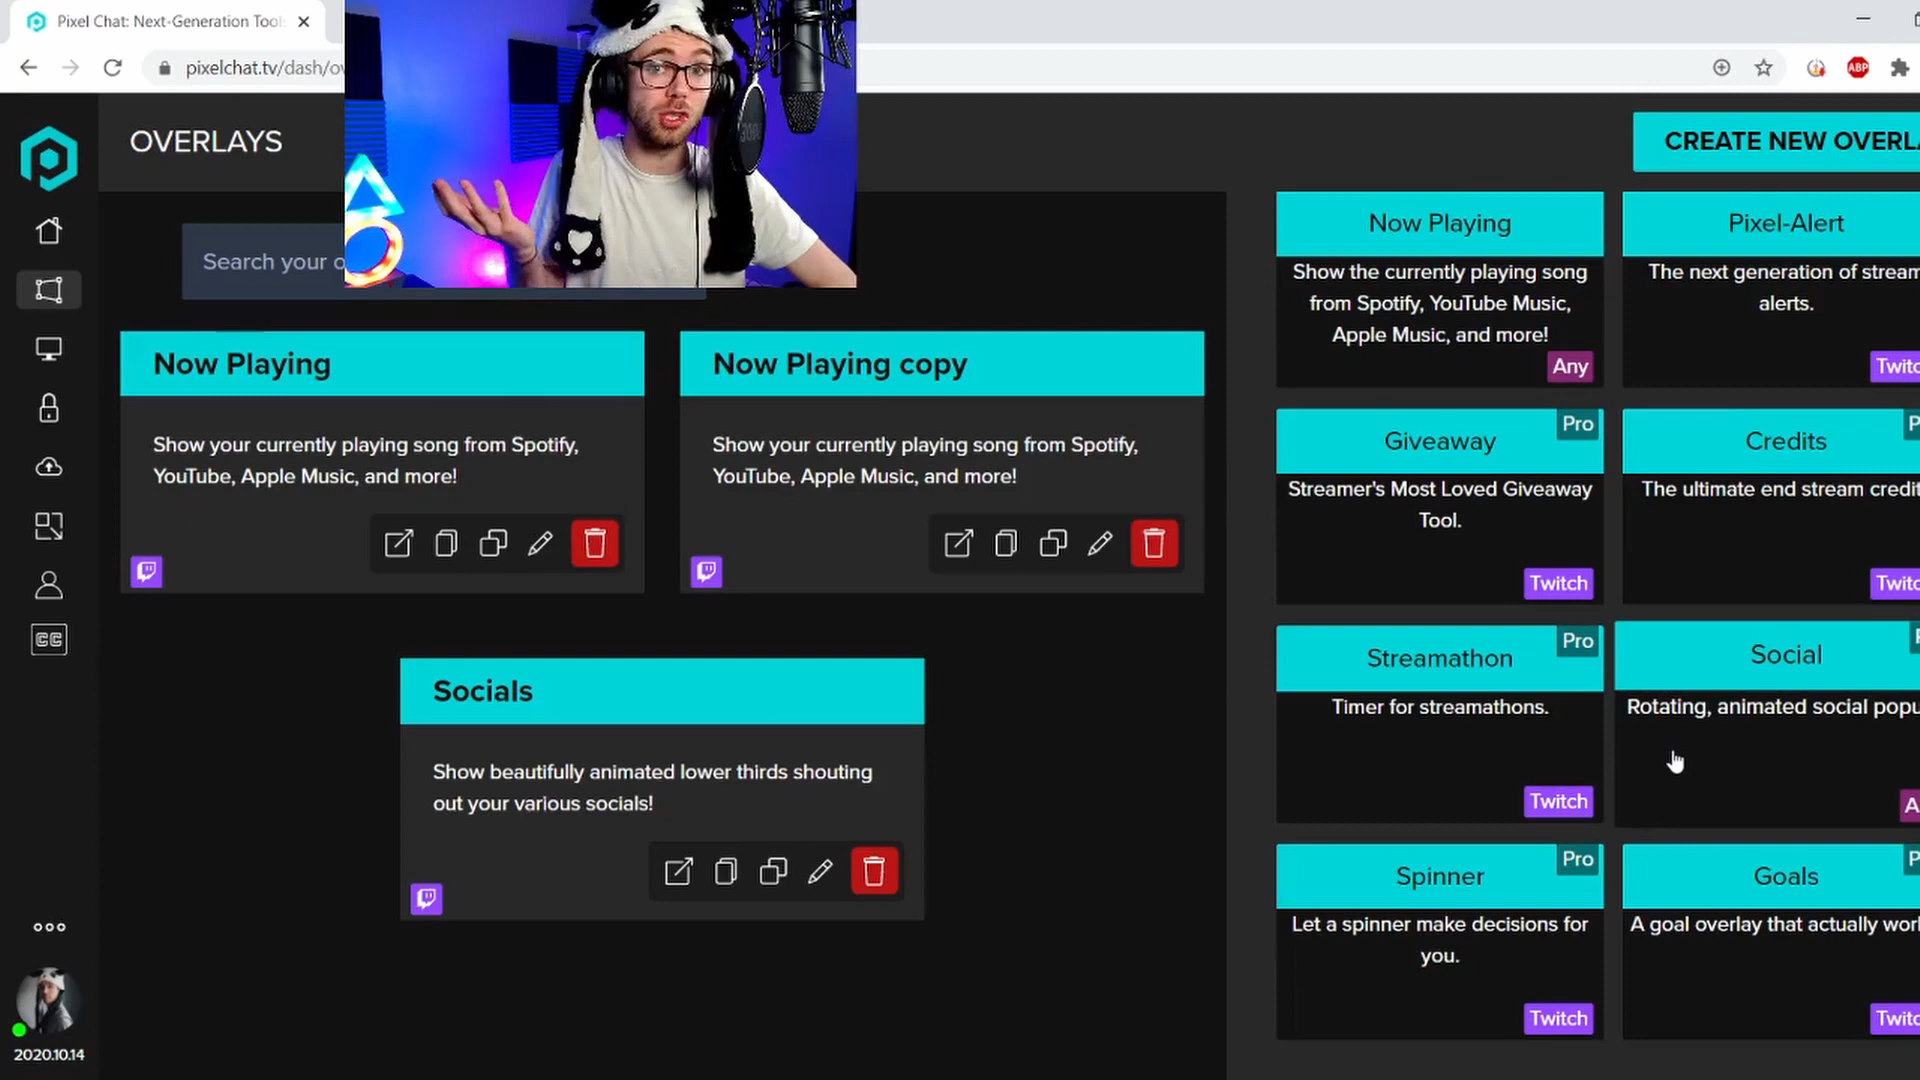 Pixel Chat: Next-Generation Tool
pixelchat.tv/dash/ov
ABP
OVERLAYS
CREATE NEW OVERLA
Search your o
Now Playing
Show your currently playing song from Spotify,
YouTube, Apple Music, and more!
Now Playing copy
Show your currently playing song from Spotify,
YouTube, Apple Music, and more!
Socials
Show beautifully animated lower thirds shouting
out your various socials!
Now Playing
Show the currently playing song
from Spotify, YouTube Music,
Apple Music, and more!
Any
Pixel-Alert
The next generation of stream
alerts.
Twitc
Giveaway
Pro
Streamer's Most Loved Giveaway
Tool.
Twitch
Credits
P
The ultimate end stream credit
Twitc
Streamathon
Pro
Timer for streamathons.
Twitch
Social
P
Rotating, animated social popu
A
Spinner
Pro
Let a spinner make decisions for
you.
Twitch
Goals
P
A goal overlay that actually work
Twitc
CC
2020.10.14